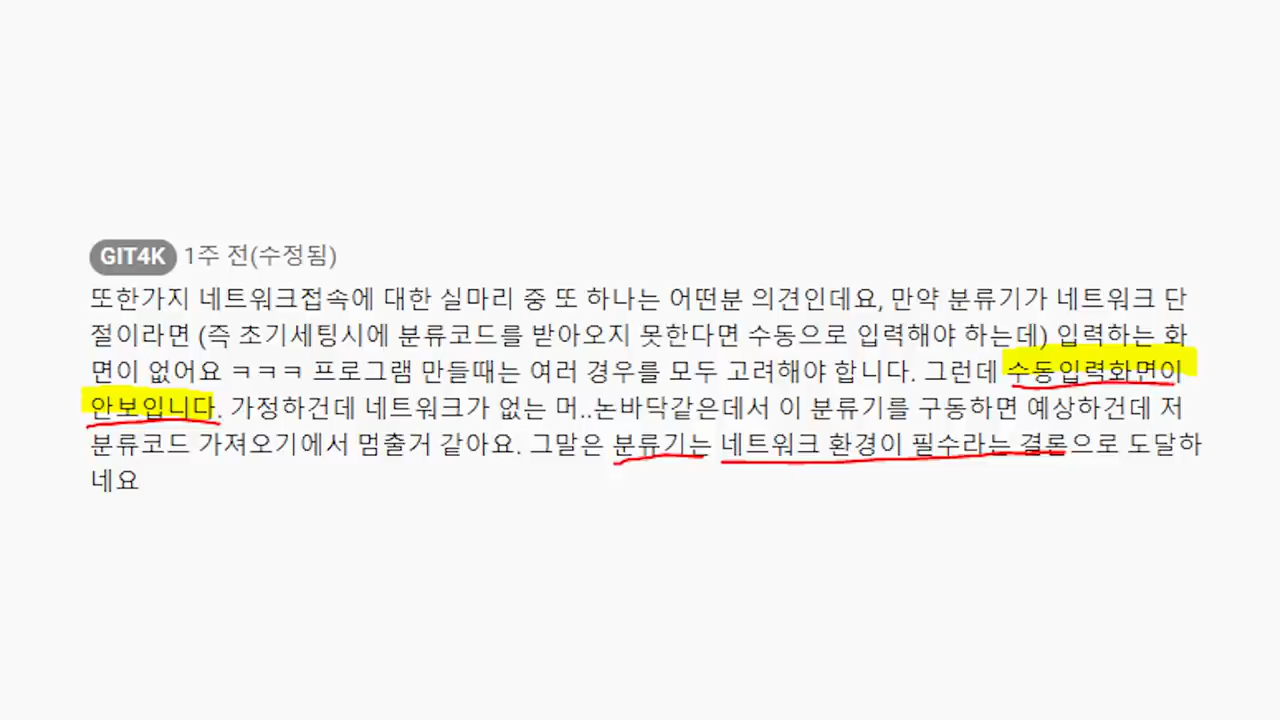 GIT4K 1주 전(수정됨)
또한가지 네트워크접속에 대한 실마리 중 또 하나는 어떤분 의견인데요, 만약 분류기가 네트워크 단
절이라면 (즉 초기세팅시에 분류코드를 받아오지 못한다면 수동으로 입력해야 하는데) 입력하는 화
면이 없어요 ㅋㅋㅋ 프로그램 만들때는 여러 경우를 모두 고려해야 합니다. 그런데 수동입력화면이
안보입니다. 가정하건데 네트워크가 없는 머..논바닥같은데서 이 분류기를 구동하면 예상하건데 저
분류코드 가져오기에서 멈출거 같아요. 그말은 분류기는 네트워크 환경이 필수라는 결론으로 도달하
네요